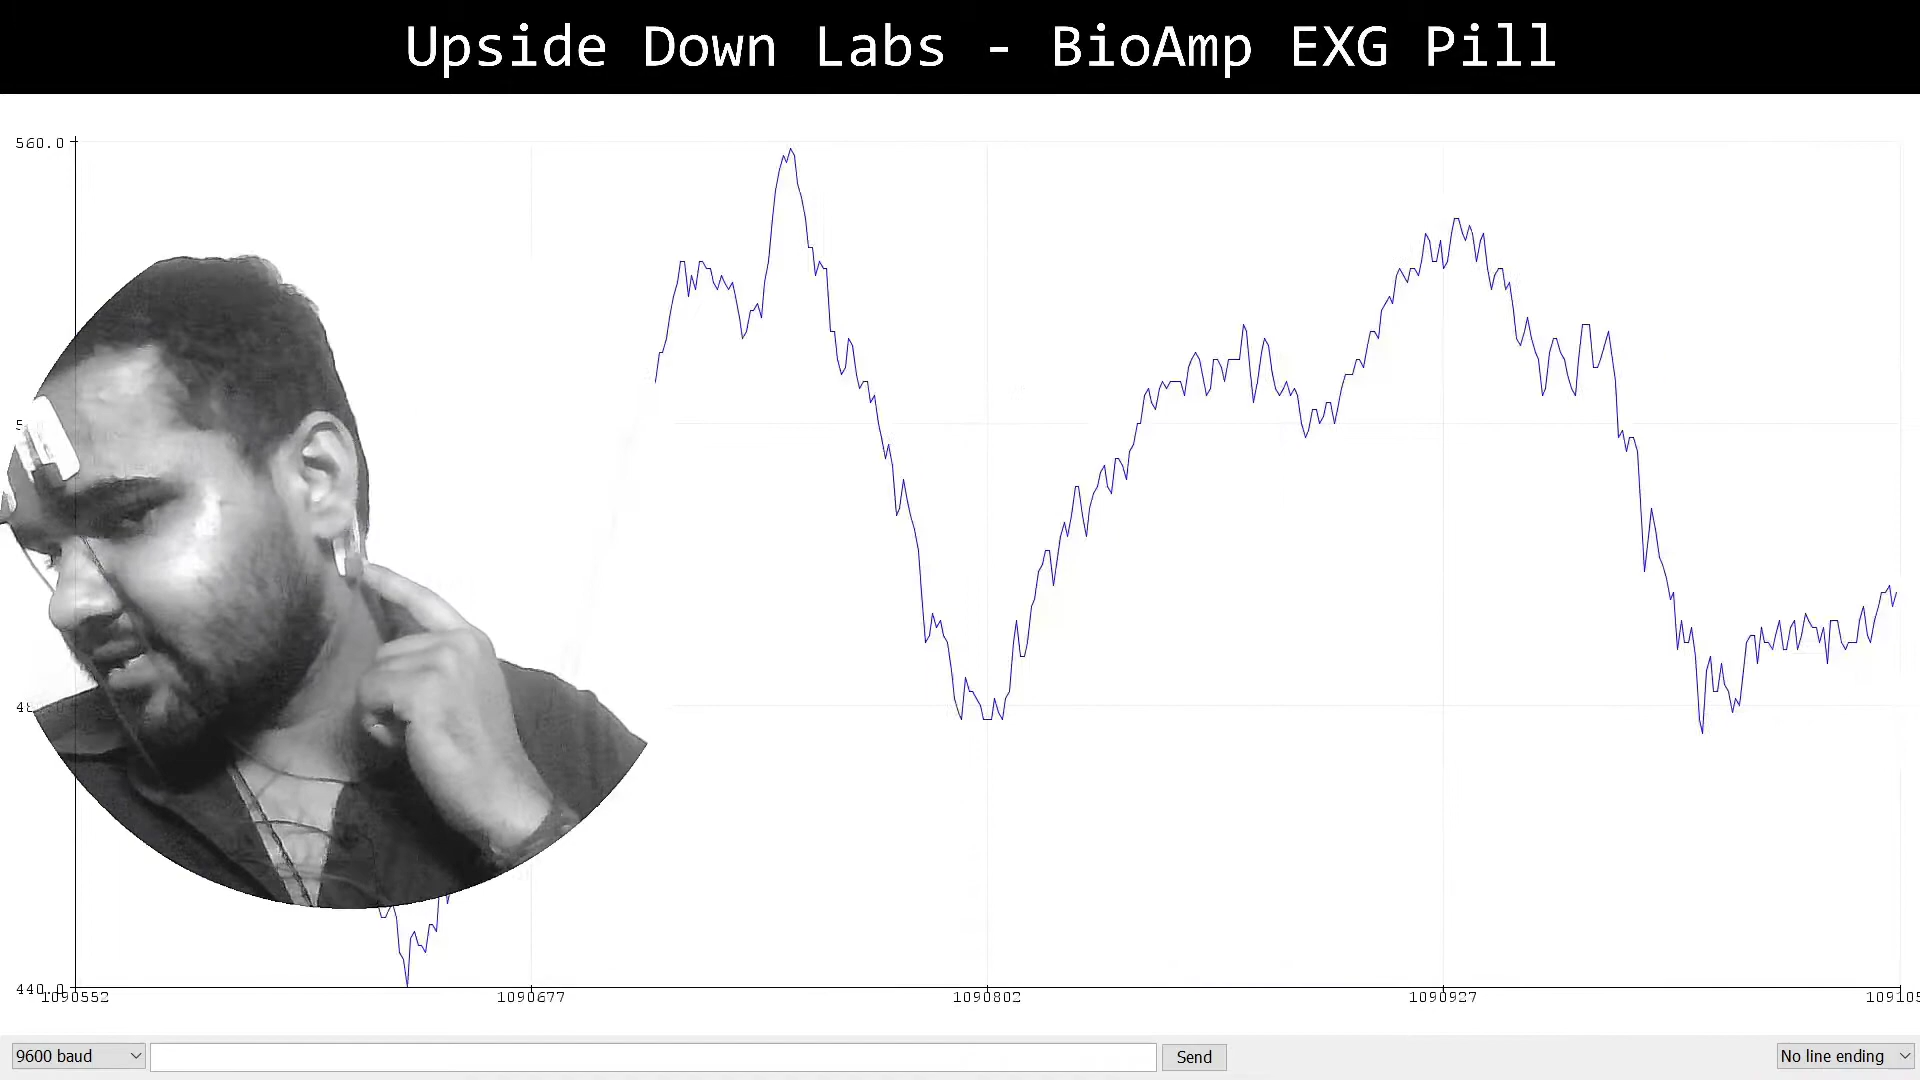 Upside Down Labs - BioAmp EXG Pill
560.0
440.0
1090552
1090677
1090802
1090927
9600 baud
Send
No line ending